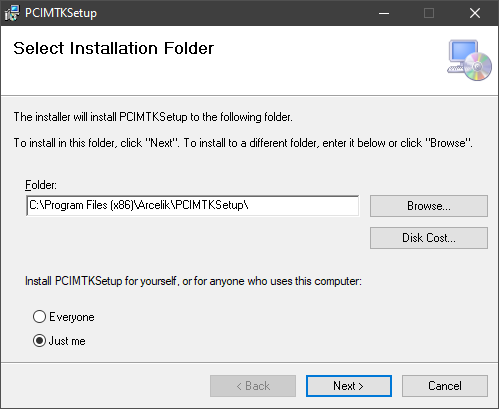 PCIMTKSetup
Select Installation Folder
The installer will install PCIMTKSetup to the following folder.
To install in this folder, click "Next". To install to a different folder, enter it below or click "Browse".
Folder:
C:\Program Files (x86)\Arcelik\PCIMTKSetup\
Browse...
Disk Cost...
Install PCIMTKSetup for yourself, or for anyone who uses this computer:
Everyone
Just me
< Back
Next >
Cancel